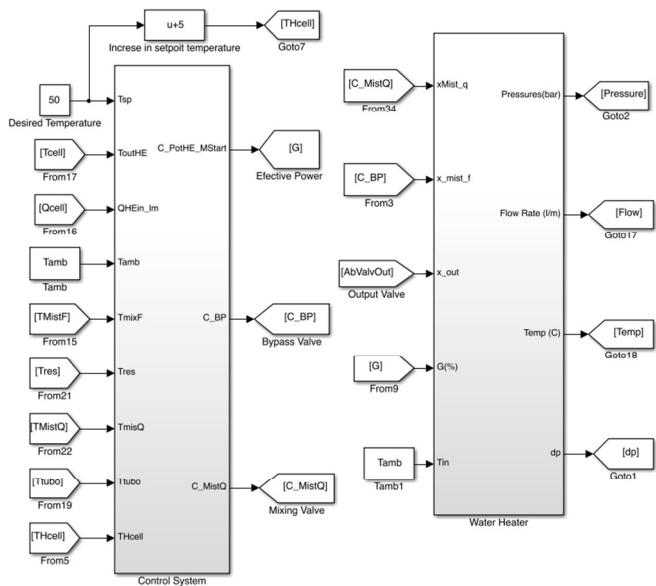 u+5
Increse in setpoit temperature
[THcell]
Goto7
50
Desired Temperature
[Tcell]
From17
[Qcell]
From16
Tamb
Tamb
[TMistF]
From15
[Tres]
From21
[TMistQ]
From22
[Ttubo]
From19
[THcell]
From5
Tsp
ToutHE
QHEin_lm
Tamb
TmixF
Tres
TmisQ
Ttubo
THcell
C_PotHE_MStart
C_BP
C_MistQ
Control System
[G]
Efective Power
[C_BP]
Bypass Valve
[C_MistQ]
Mixing Valve
[C_MistQ]
From34
[C_BP]
From3
[AbValvOut]
Output Valve
[G]
From9
Tamb
Tamb1
xMist_q
x_mist_f
x_out
G(%)
Tin
Pressures(bar)
Flow Rate (l/m)
Temp (C)
dp
Water Heater
[Pressure]
Goto2
[Flow]
Goto17
[Temp]
Goto18
[dp]
Goto1